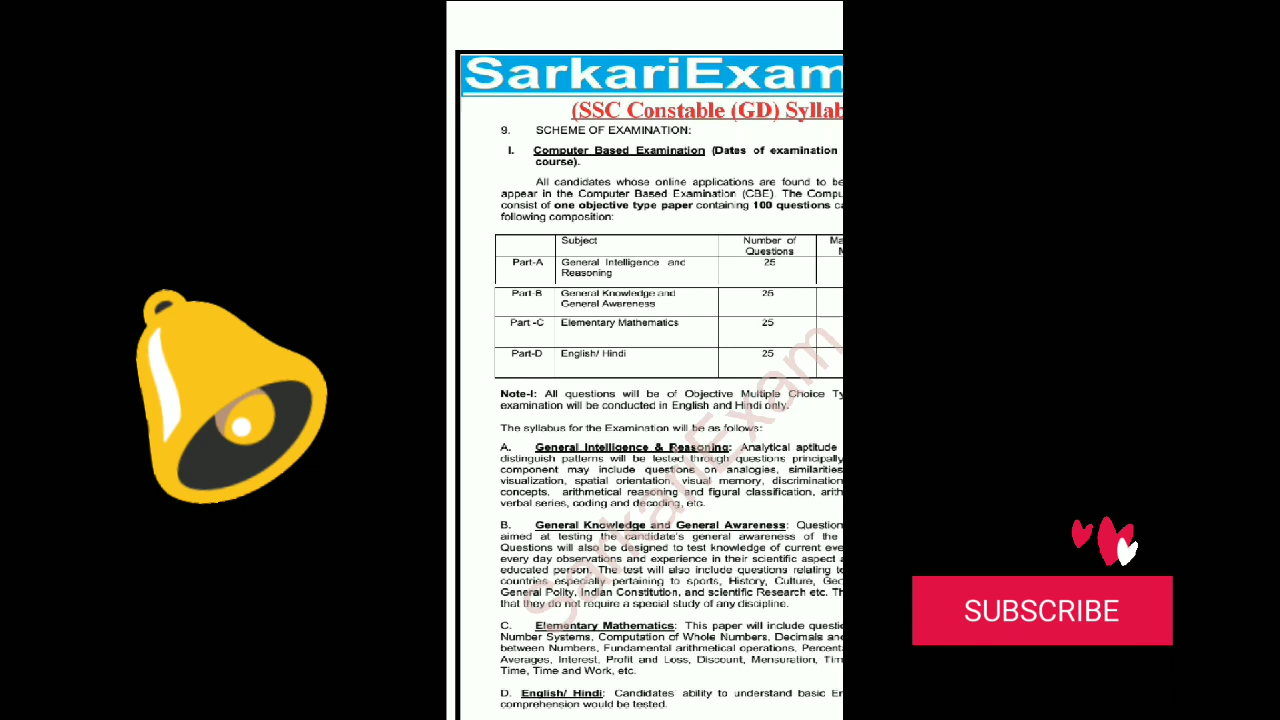 SarkariExam
(SSC Constable (GD) Syllab
9. SCHEME OF EXAMINATION:
I. Computer Based Examination (Dates of examination
course).
All candidates whose online applications are found to be
appear in the Computer Based Examination (CBE). The Compu
consist of one objective type paper containing 100 questions ca
following composition:
Subject Number of Questions Ma
Part-A General Intelligence and Reasoning 25
Part-B General Knowledge and General Awareness 25
Part -C Elementary Mathematics 25
Part-D English/ Hindi 25
Note-I: All questions will be of Objective Multiple Choice Ty
examination will be conducted in English and Hindi only.
The syllabus for the Examination will be as follows:
A. General Intelligence & Reasoning: Analytical aptitude
distinguish patterns will be tested through questions principally
component may include questions on analogies, similarities
visualization, spatial orientation, visual memory, discrimination
concepts, arithmetical reasoning and figural classification, arith
verbal series, coding and decoding, etc.
B. General Knowledge and General Awareness: Question
aimed at testing the candidate's general awareness of the
Questions will also be designed to test knowledge of current eve
every day observations and experience in their scientific aspect a
educated person. The test will also include questions relating to
countries especially pertaining to sports, History, Culture, Geo
General Polity, Indian Constitution, and scientific Research etc. Th
that they do not require a special study of any discipline.
C. Elementary Mathematics: This paper will include questio
Number Systems, Computation of Whole Numbers, Decimals and
between Numbers, Fundamental arithmetical operations, Percenta
Averages, Interest, Profit and Loss, Discount, Mensuration, Tim
Time, Time and Work, etc.
D. English/ Hindi: Candidates' ability to understand basic En
comprehension would be tested.
SarkariExam
SUBSCRIBE